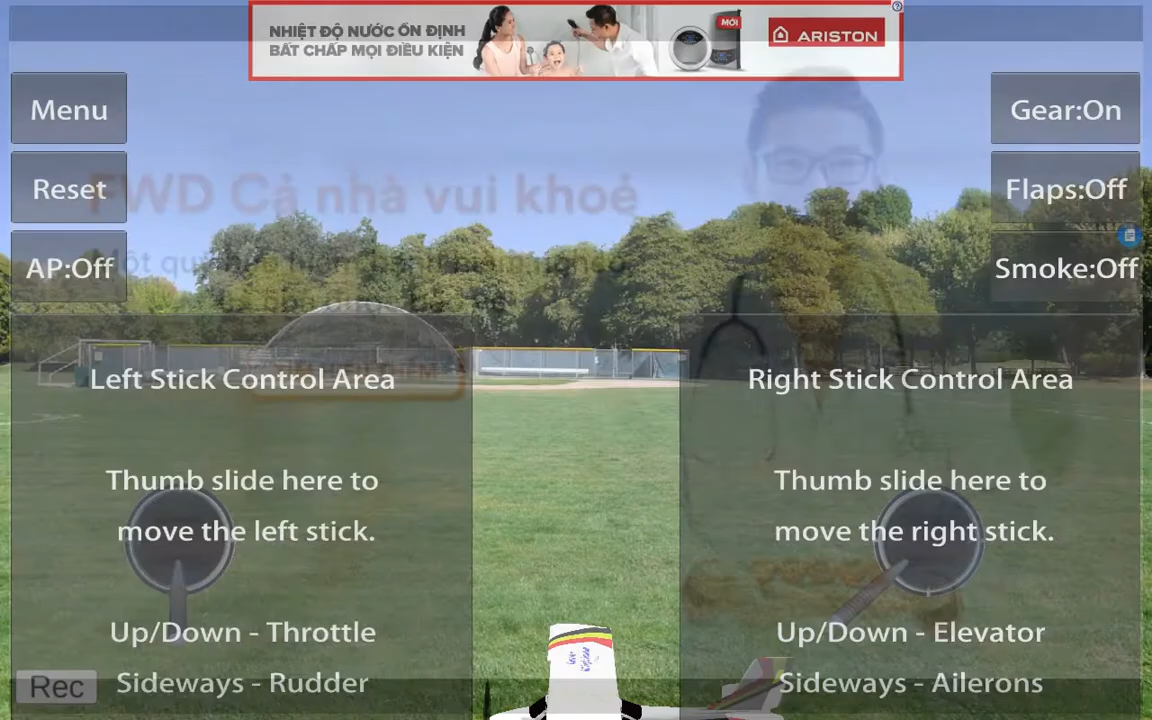 NHIỆT ĐỘ NƯỚC ỔN ĐỊNH
BẤT CHẤP MỌI ĐIỀU KIỆN
MỚI
ARISTON
Menu
Gear:On
Reset
FWD Cả nhà vui khoẻ
Flaps:Off
AP:Off
Smoke:Off
Left Stick Control Area
Right Stick Control Area
Thumb slide here to
move the left stick.
Thumb slide here to
move the right stick.
Up/Down - Throttle
Sideways - Rudder
Up/Down - Elevator
Sideways - Ailerons
Rec